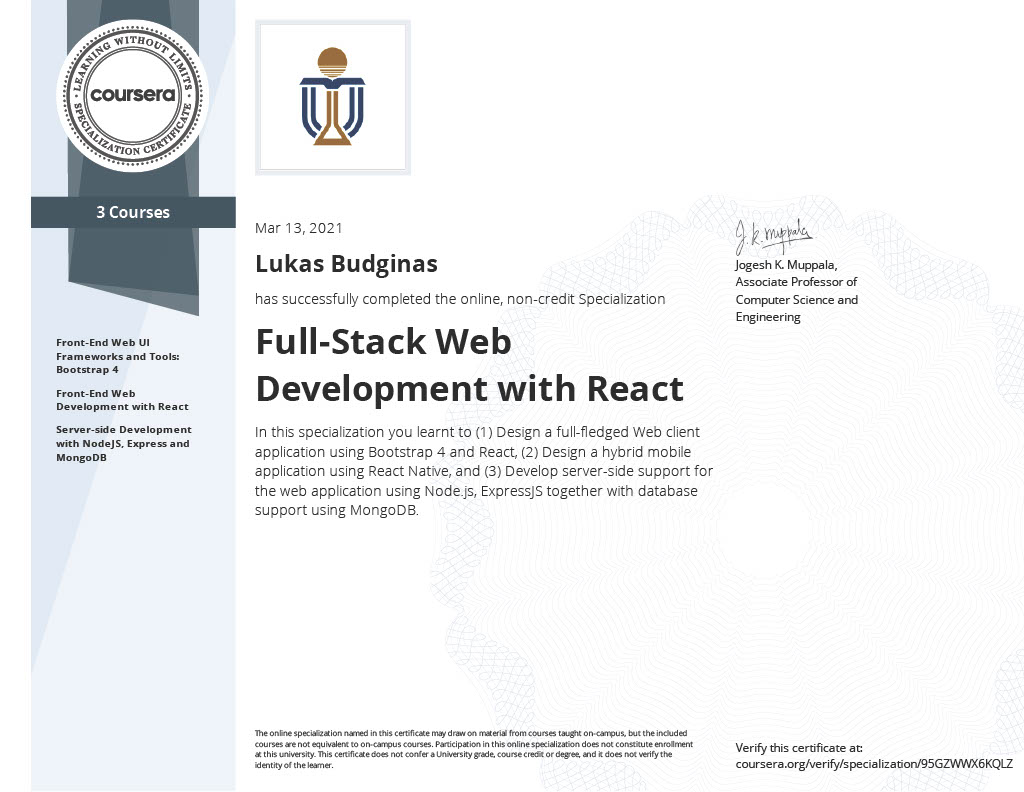 LEARNING WITHOUT LIMITS
coursera
SPECIALIZATION CERTIFICATE
3 Courses
Front-End Web UI
Frameworks and Tools:
Bootstrap 4
Front-End Web
Development with React
Server-side Development
with NodeJS, Express and
MongoDB
Mar 13, 2021
Lukas Budginas
has successfully completed the online, non-credit Specialization
Full-Stack Web
Development with React
In this specialization you learnt to (1) Design a full-fledged Web client
application using Bootstrap 4 and React, (2) Design a hybrid mobile
application using React Native, and (3) Develop server-side support for
the web application using Node.js, ExpressJS together with database
support using MongoDB.
J.K. Muppala
Jogesh K. Muppala,
Associate Professor of
Computer Science and
Engineering
The online specialization named in this certificate may draw on material from courses taught on-campus, but the included
courses are not equivalent to on-campus courses. Participation in this online specialization does not constitute enrollment
at this university. This certificate does not confer a University grade, course credit or degree, and it does not verify the
identity of the learner.
Verify this certificate at:
coursera.org/verify/specialization/95GZWWX6KQLZ